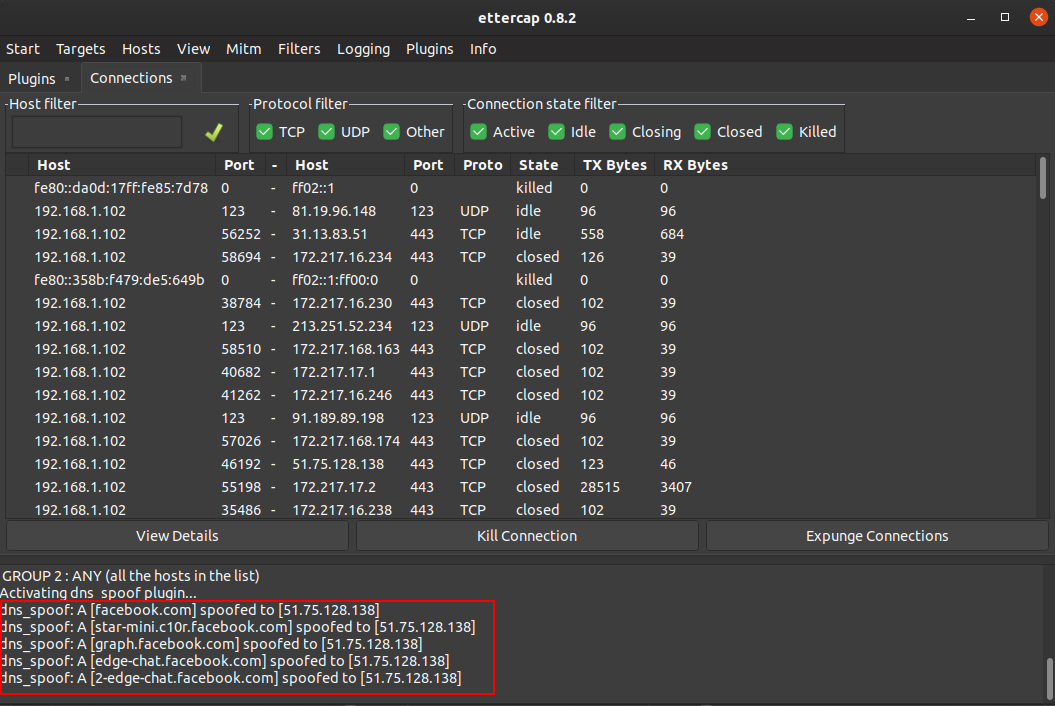 ettercap 0.8.2
Start Targets Hosts View Mitm Filters Logging Plugins Info
Plugins Connections
Host filter Protocol filter Connection state filter
TCP UDP Other Active Idle Closing Closed Killed
Host Port - Host Port Proto State TX Bytes RX Bytes
fe80::da0d:17ff:fe85:7d78 0 - ff02::1 0 killed 0 0
192.168.1.102 123 - 81.19.96.148 123 UDP idle 96 96
192.168.1.102 56252 - 31.13.83.51 443 TCP idle 558 684
192.168.1.102 58694 - 172.217.16.234 443 TCP closed 126 39
fe80::358b:f479:de5:649b 0 - ff02::1:ff00:0 0 killed 0 0
192.168.1.102 38784 - 172.217.16.230 443 TCP closed 102 39
192.168.1.102 123 - 213.251.52.234 123 UDP idle 96 96
192.168.1.102 58510 - 172.217.168.163 443 TCP closed 102 39
192.168.1.102 40682 - 172.217.17.1 443 TCP closed 102 39
192.168.1.102 41262 - 172.217.16.246 443 TCP closed 102 39
192.168.1.102 123 - 91.189.89.198 123 UDP idle 96 96
192.168.1.102 57026 - 172.217.168.174 443 TCP closed 102 39
192.168.1.102 46192 - 51.75.128.138 443 TCP closed 123 46
192.168.1.102 55198 - 172.217.17.2 443 TCP closed 28515 3407
192.168.1.102 35486 - 172.217.16.238 443 TCP closed 102 39
View Details Kill Connection Expunge Connections
GROUP 2 : ANY (all the hosts in the list)
Activating dns_spoof plugin...
dns_spoof: A [facebook.com] spoofed to [51.75.128.138]
dns_spoof: A [star-mini.c10r.facebook.com] spoofed to [51.75.128.138]
dns_spoof: A [graph.facebook.com] spoofed to [51.75.128.138]
dns_spoof: A [edge-chat.facebook.com] spoofed to [51.75.128.138]
dns_spoof: A [2-edge-chat.facebook.com] spoofed to [51.75.128.138]